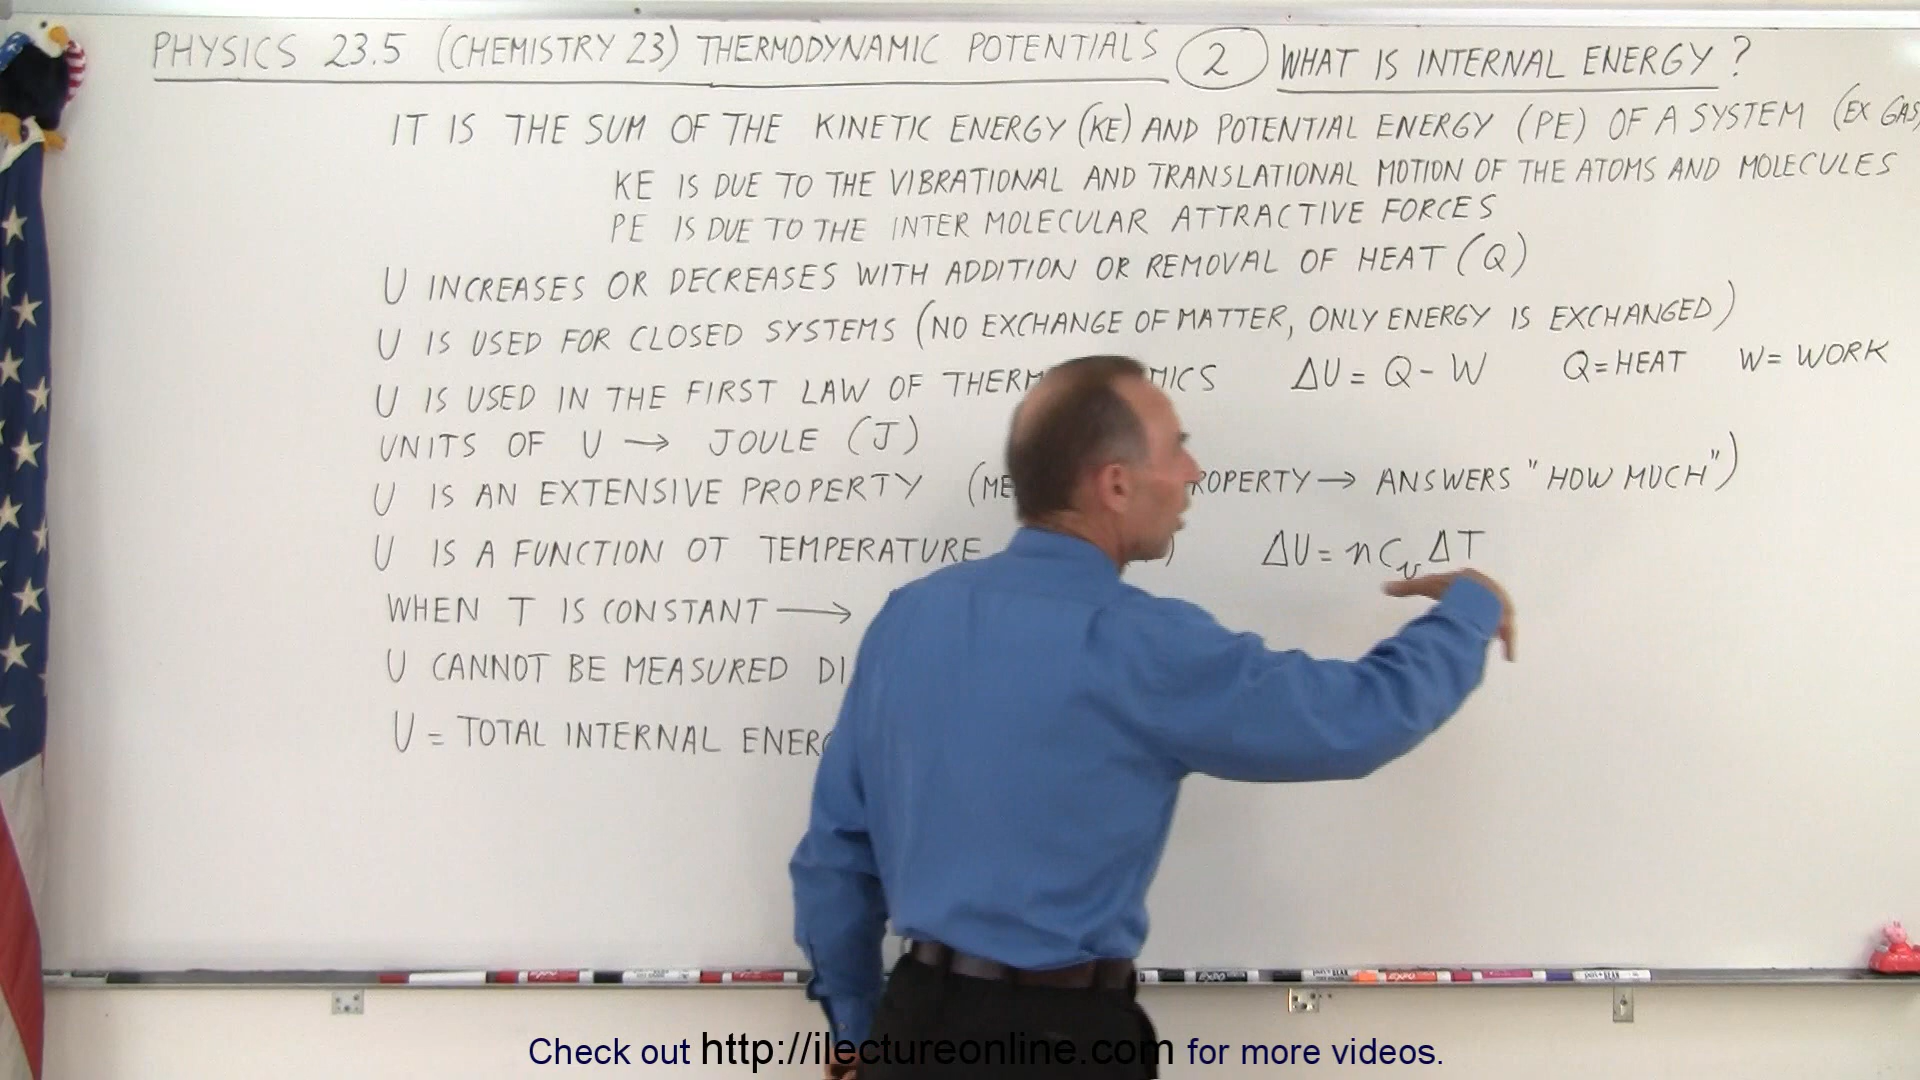 PHYSICS 23.5 (CHEMISTRY 23) THERMODYNAMIC POTENTIALS 2 WHAT IS INTERNAL ENERGY?
IT IS THE SUM OF THE KINETIC ENERGY (KE) AND POTENTIAL ENERGY (PE) OF A SYSTEM (EX GAS)
KE IS DUE TO THE VIBRATIONAL AND TRANSLATIONAL MOTION OF THE ATOMS AND MOLECULES
PE IS DUE TO THE INTER MOLECULAR ATTRACTIVE FORCES
U INCREASES OR DECREASES WITH ADDITION OR REMOVAL OF HEAT (Q)
U IS USED FOR CLOSED SYSTEMS (NO EXCHANGE OF MATTER, ONLY ENERGY IS EXCHANGED)
U IS USED IN THE FIRST LAW OF ΔU = Q - W Q = HEAT W = WORK
UNITS OF U → JOULE (J)
U IS AN EXTENSIVE PROPERTY → ANSWERS "HOW MUCH")
U IS A FUNCTION OT TEMPERATURE ) ΔU = nCvΔT
WHEN T IS CONSTANT →
U CANNOT BE MEASURED
U = TOTAL INTERNAL
EXPO
EXPO
EXPO
Check out http://ilectureonline.com for more videos.